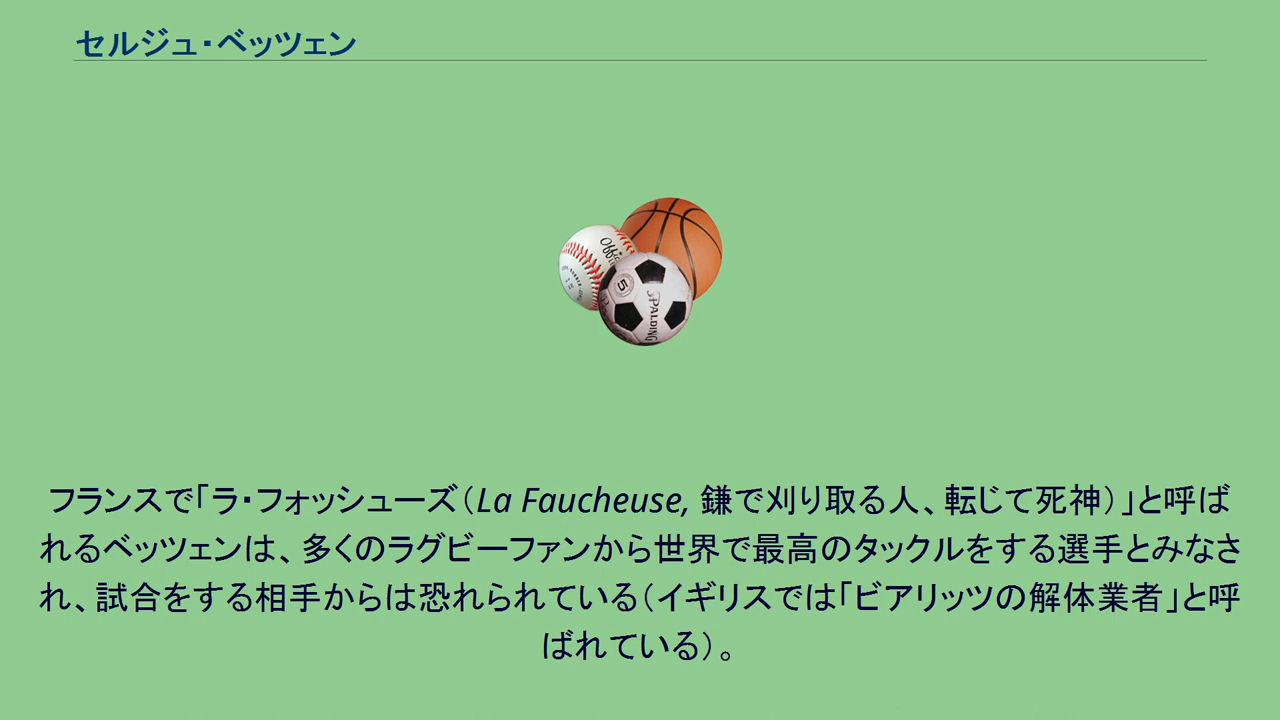 セルジュ・ベッツェン
Offici
5
SPALDING
フランスで「ラ・フォッシューズ（La Faucheuse, 鎌で刈り取る人、転じて死神）」と呼ば
れるベッツェンは、多くのラグビーファンから世界で最高のタックルをする選手とみなさ
れ、試合をする相手からは恐れられている（イギリスでは「ビアリッツの解体業者」と呼
ばれている）。